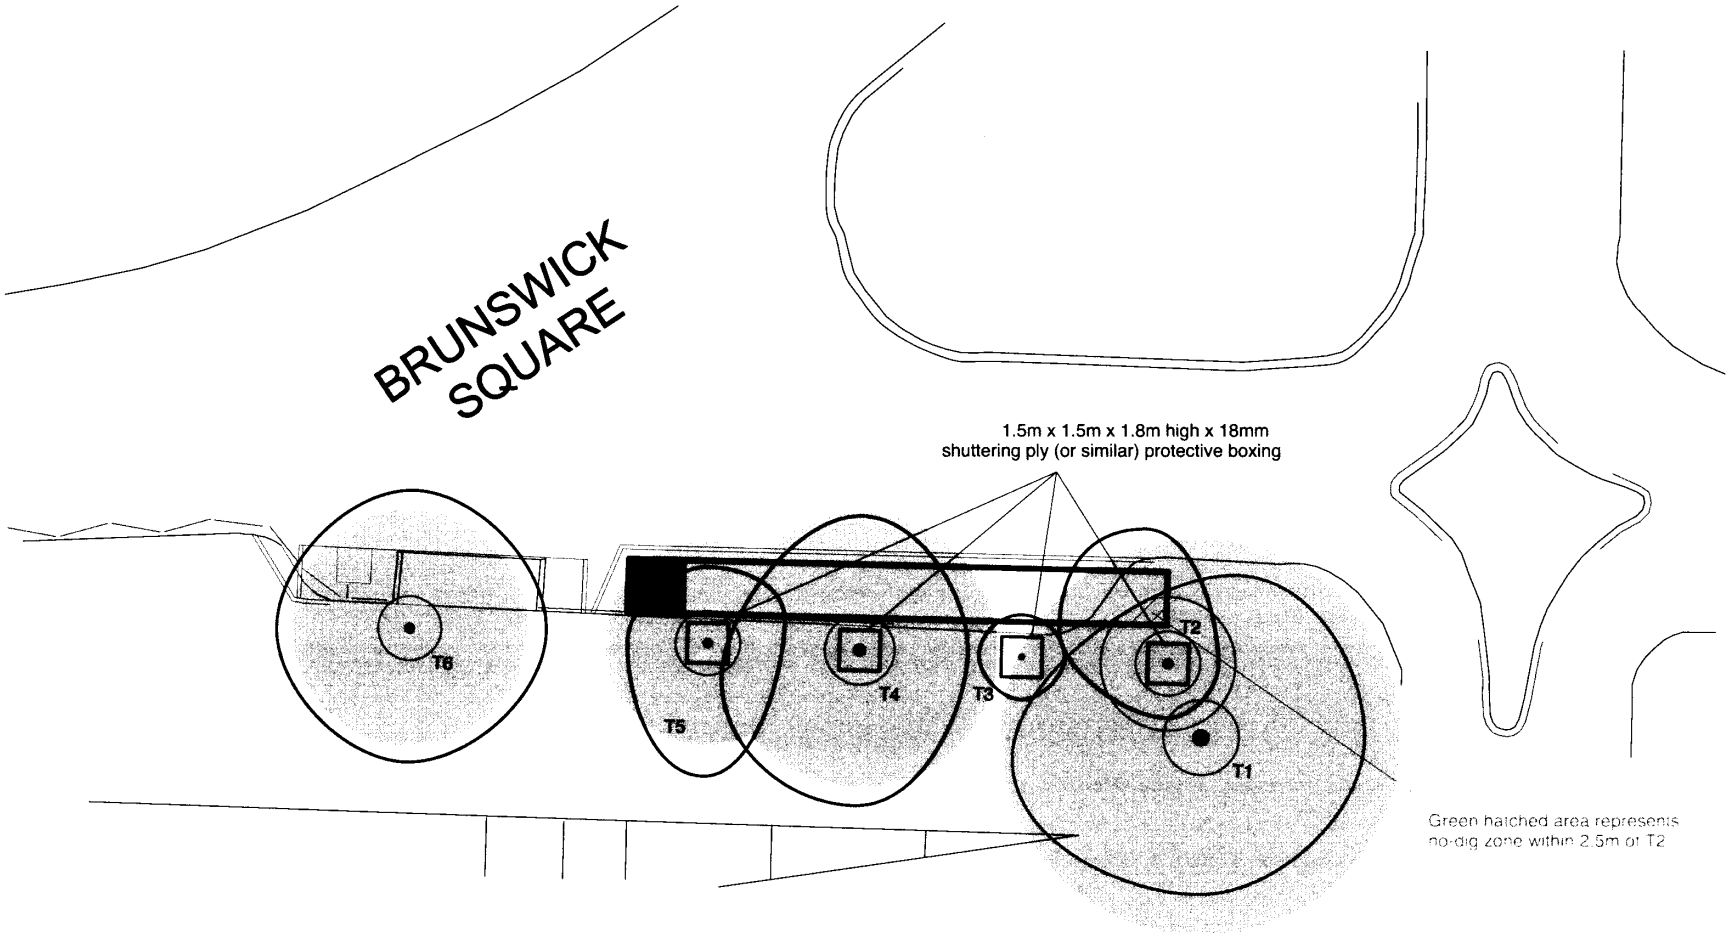 BRUNSWICK
SQUARE
1.5m x 1.5m x 1.8m high x 18mm
shuttering ply (or similar) protective boxing
T2
T6
T3
T4
T5
T1
Green hatched area represents
no-dig zone within 2.5m of T2